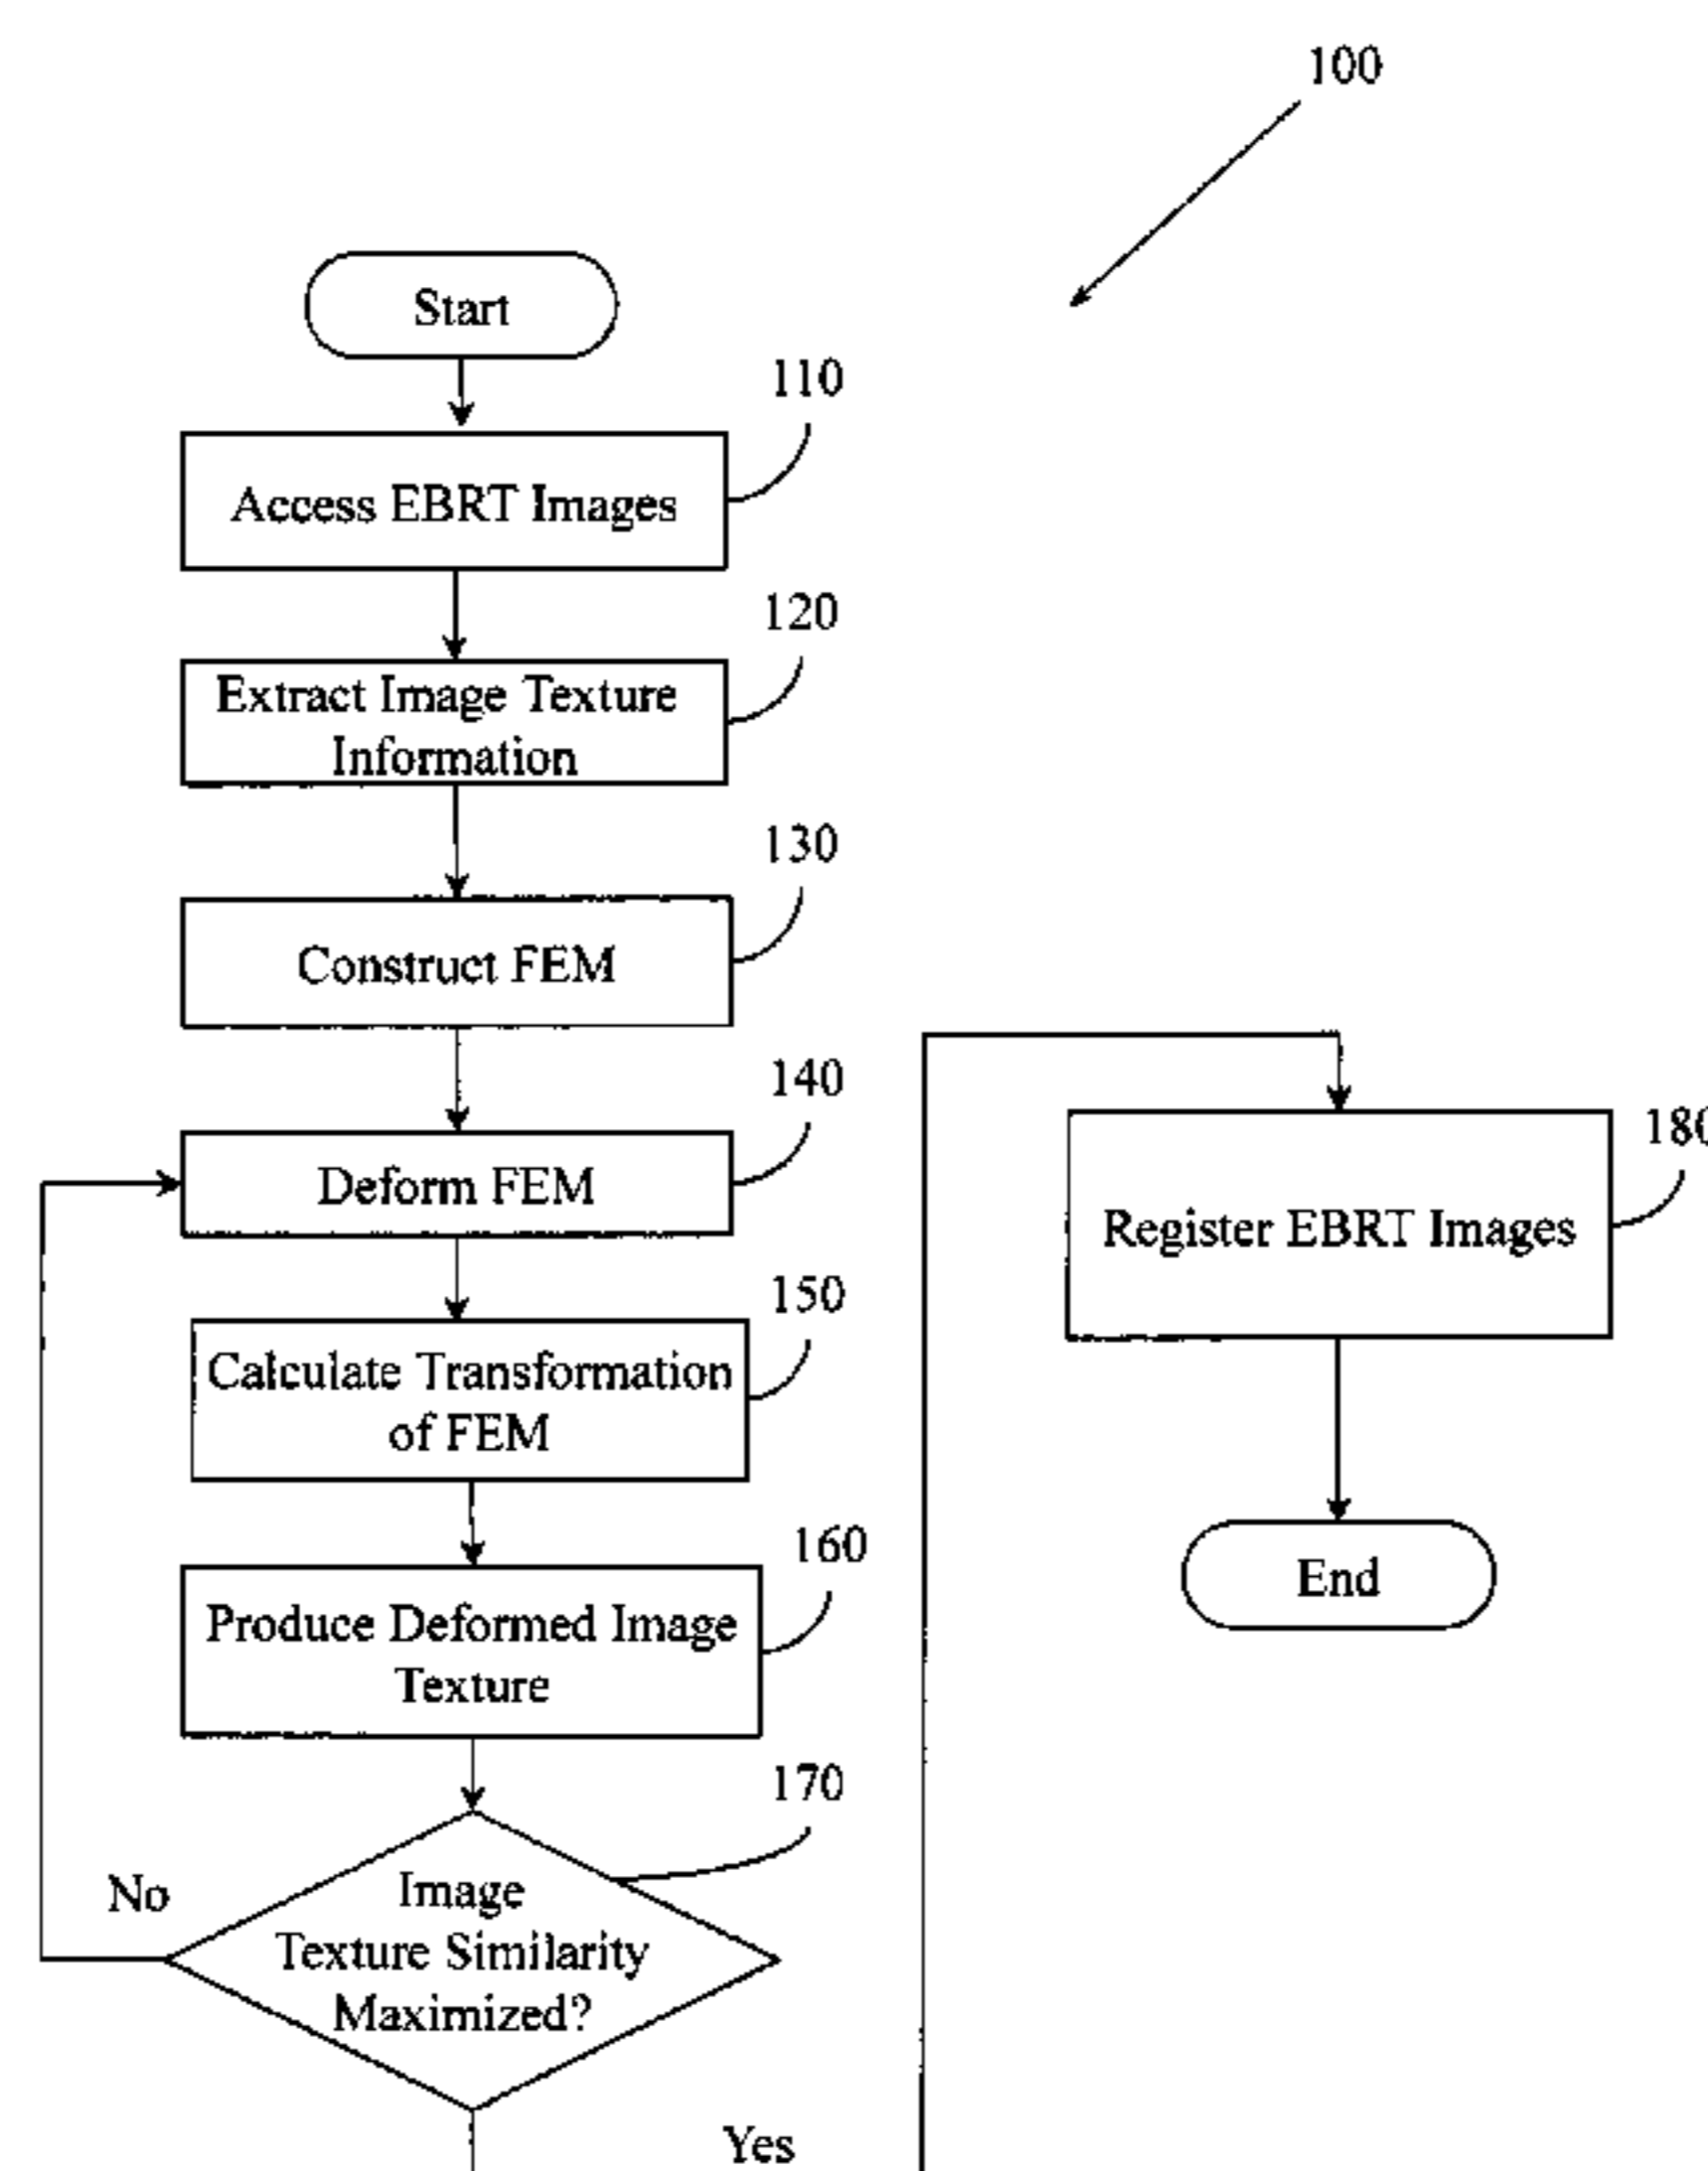 100
Start
110
Access EBRT Images
120
Extract Image Texture
Information
130
Construct FEM
140
Deform FEM
150
Calculate Transformation
of FEM
160
Produce Deformed Image
Texture
170
No
Image
Texture Similarity
Maximized?
Yes
180
Register EBRT Images
End